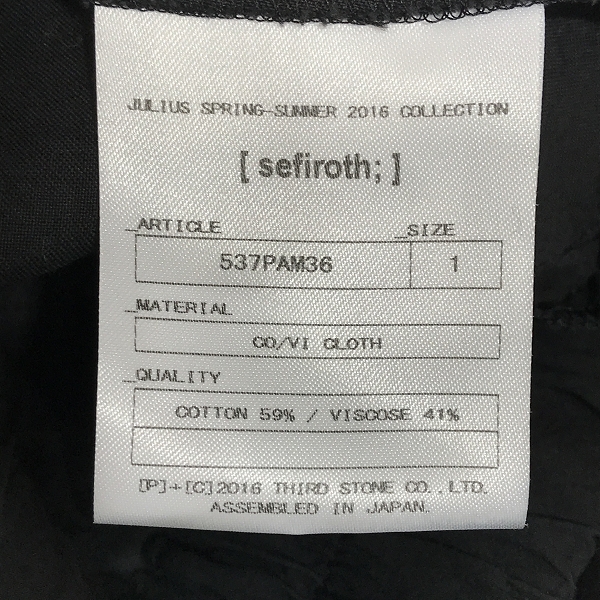 JULIUS SPRING-SUMMER 2016 COLLECTION
[ sefiroth; ]
_ARTICLE _SIZE
537PAM36 1
_MATERIAL
CO/VI CLOTH
_QUALITY
COTTON 59% / VISCOSE 41%
[P]+[C]2016 THIRD STONE CO.,LTD.
ASSEMBLED IN JAPAN.